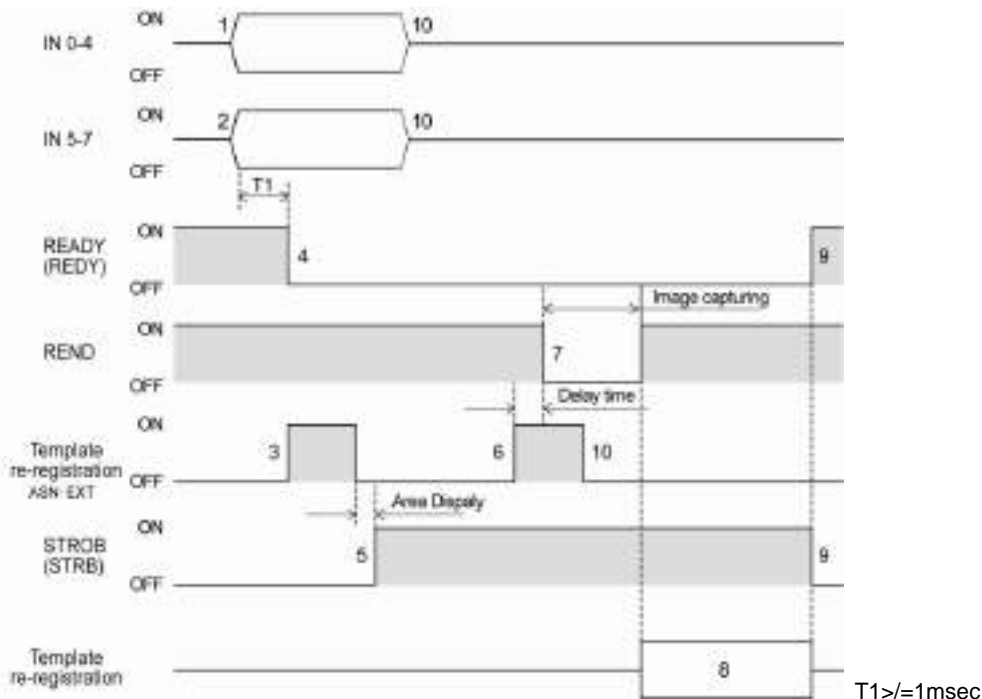 ON
1
10
IN 0-4
OFF
ON
2
10
IN 5-7
OFF
T1
ON
READY
(REDY)
4
9
OFF
Image capturing
ON
REND
7
OFF
Delay time
ON
Template
re-registration
ASN·EXT
3
6
10
OFF
Area Dispaly
ON
STROB
(STRB)
5
9
OFF
Template
re-registration
8
T1>/=1msec